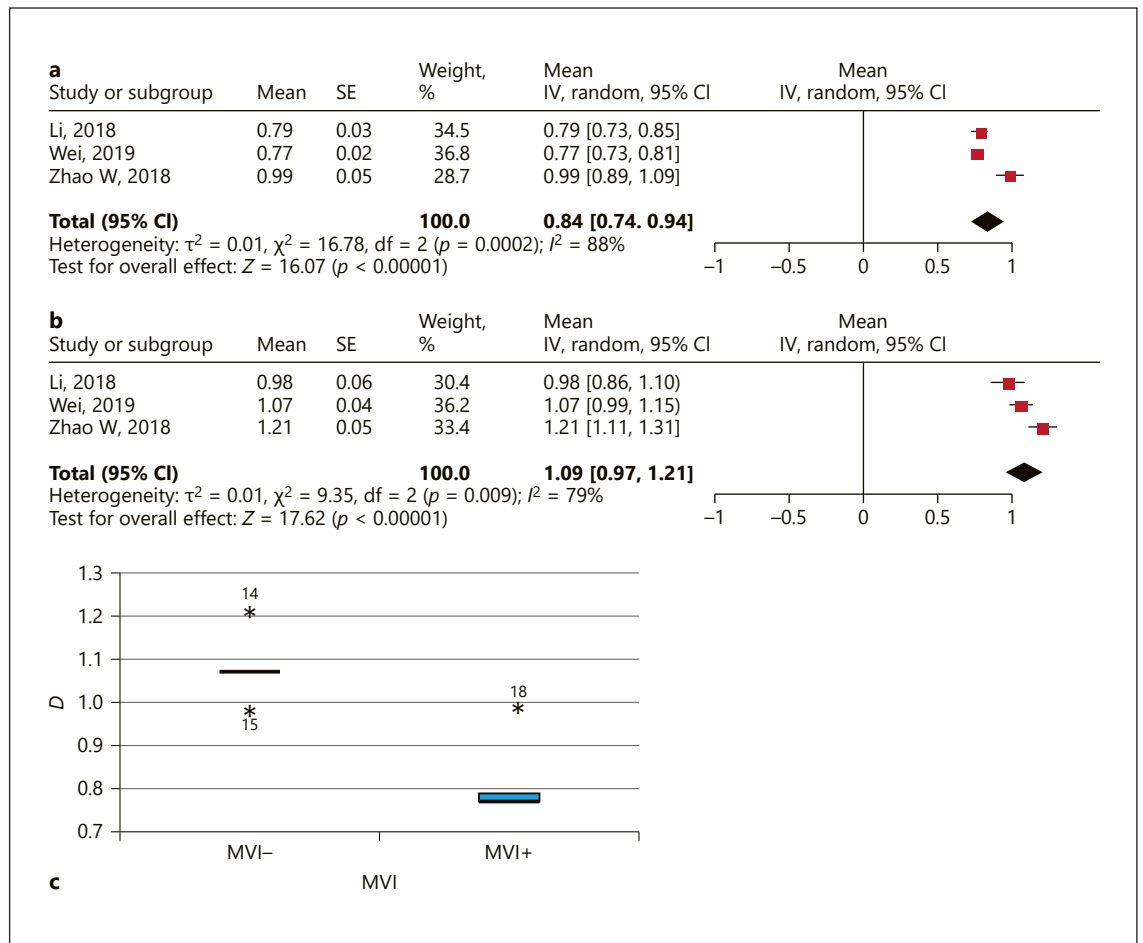 a
Weight, Mean Mean
Study or subgroup Mean SE % IV, random, 95% CI IV, random, 95% CI
Li, 2018 0.79 0.03 34.5 0.79 [0.73, 0.85]
Wei, 2019 0.77 0.02 36.8 0.77 [0.73, 0.81]
Zhao W, 2018 0.99 0.05 28.7 0.99 [0.89, 1.09]
Total (95% CI) 100.0 0.84 [0.74. 0.94]
Heterogeneity: τ² = 0.01, χ² = 16.78, df = 2 (p = 0.0002); I² = 88%
Test for overall effect: Z = 16.07 (p < 0.00001)
–1 –0.5 0 0.5 1
b
Weight, Mean Mean
Study or subgroup Mean SE % IV, random, 95% CI IV, random, 95% CI
Li, 2018 0.98 0.06 30.4 0.98 [0.86, 1.10)
Wei, 2019 1.07 0.04 36.2 1.07 [0.99, 1.15)
Zhao W, 2018 1.21 0.05 33.4 1.21 [1.11, 1.31]
Total (95% CI) 100.0 1.09 [0.97, 1.21]
Heterogeneity: τ² = 0.01, χ² = 9.35, df = 2 (p = 0.009); I² = 79%
Test for overall effect: Z = 17.62 (p < 0.00001)
–1 –0.5 0 0.5 1
1.3
14
1.2
*
1.1
1.0
18
*
*
15
D
0.9
0.8
0.7
MVI– MVI+
c MVI